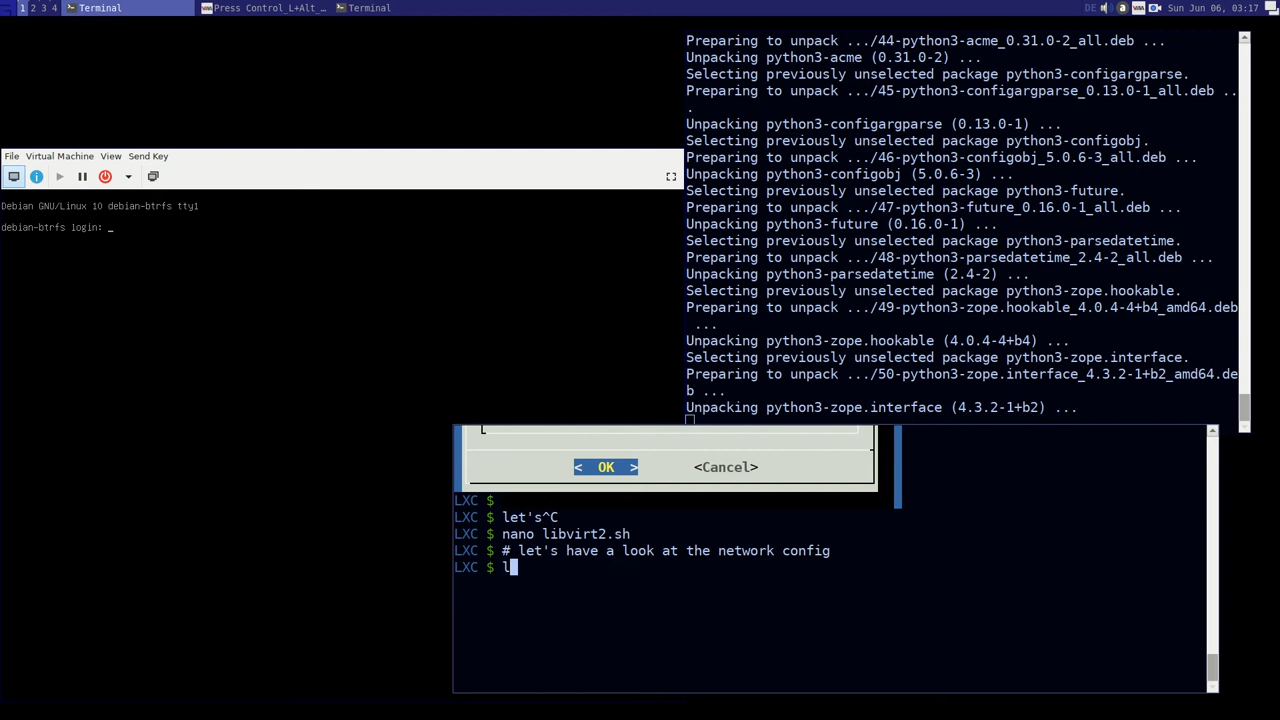 1 2 3 4 Terminal Press Control_L+Alt_... Terminal DE a Sun Jun 06, 03:17
File Virtual Machine View Send Key
Debian GNU/Linux 10 debian-btrfs tty1
debian-btrfs login: _
Preparing to unpack .../44-python3-acme_0.31.0-2_all.deb ...
Unpacking python3-acme (0.31.0-2) ...
Selecting previously unselected package python3-configargparse.
Preparing to unpack .../45-python3-configargparse_0.13.0-1_all.deb ..
.
Unpacking python3-configargparse (0.13.0-1) ...
Selecting previously unselected package python3-configobj.
Preparing to unpack .../46-python3-configobj_5.0.6-3_all.deb ...
Unpacking python3-configobj (5.0.6-3) ...
Selecting previously unselected package python3-future.
Preparing to unpack .../47-python3-future_0.16.0-1_all.deb ...
Unpacking python3-future (0.16.0-1) ...
Selecting previously unselected package python3-parsedatetime.
Preparing to unpack .../48-python3-parsedatetime_2.4-2_all.deb ...
Unpacking python3-parsedatetime (2.4-2) ...
Selecting previously unselected package python3-zope.hookable.
Preparing to unpack .../49-python3-zope.hookable_4.0.4-4+b4_amd64.deb
...
Unpacking python3-zope.hookable (4.0.4-4+b4) ...
Selecting previously unselected package python3-zope.interface.
Preparing to unpack .../50-python3-zope.interface_4.3.2-1+b2_amd64.de
b ...
Unpacking python3-zope.interface (4.3.2-1+b2) ...
< OK > <Cancel>
LXC $
LXC $ let's^C
LXC $ nano libvirt2.sh
LXC $ # let's have a look at the network config
LXC $ l